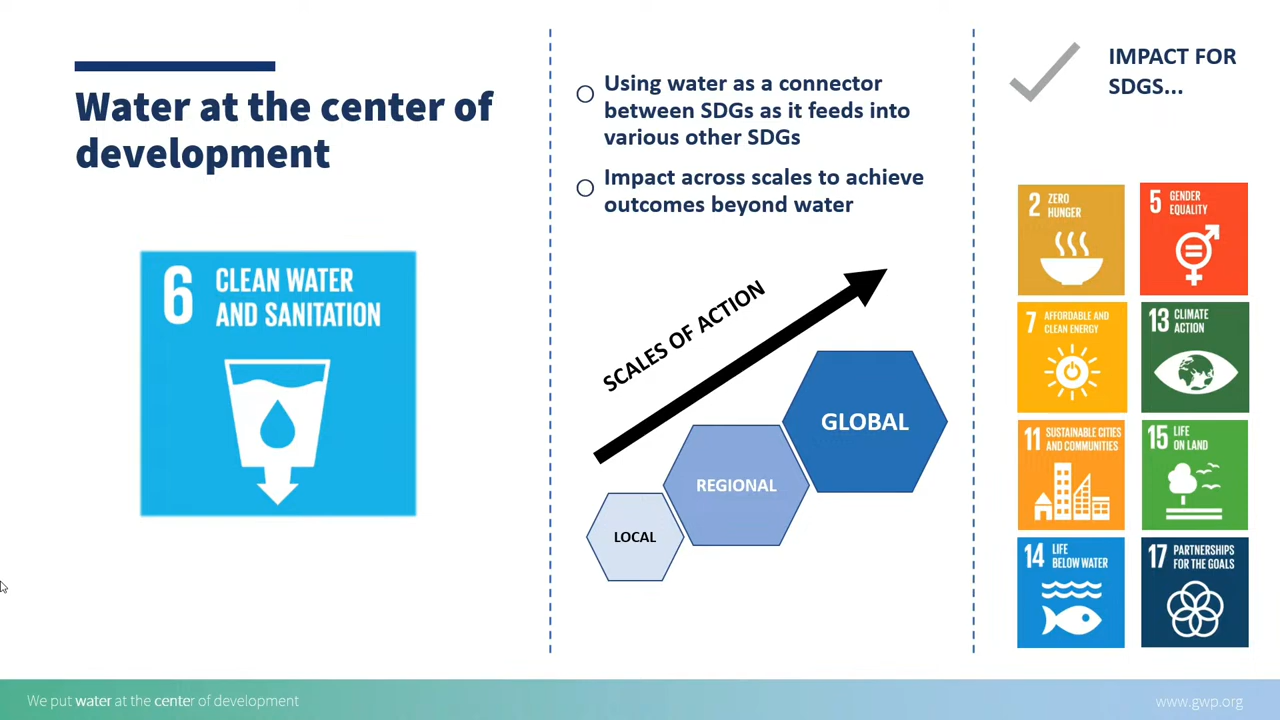 Water at the center of
development
6 CLEAN WATER
AND SANITATION
Using water as a connector
between SDGs as it feeds into
various other SDGs
Impact across scales to achieve
outcomes beyond water
SCALES OF ACTION
LOCAL
REGIONAL
GLOBAL
IMPACT FOR
SDGS...
2 ZERO
HUNGER
5 GENDER
EQUALITY
7 AFFORDABLE AND
CLEAN ENERGY
13 CLIMATE
ACTION
11 SUSTAINABLE CITIES
AND COMMUNITIES
15 LIFE
ON LAND
14 LIFE
BELOW WATER
17 PARTNERSHIPS
FOR THE GOALS
We put water at the center of development
www.gwp.org